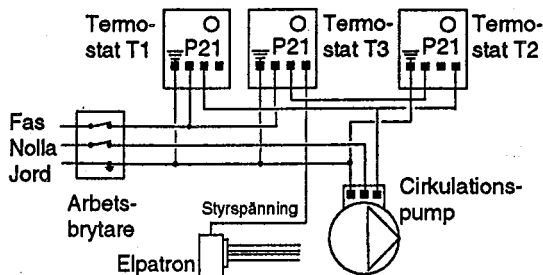 Termo-
stat T1
P21
P21
Termo-
stat T3
P21
Termo-
stat T2
Fas
Nolla
Jord
Arbets-
brytare
Styrspänning
Elpatron
Cirkulations-
pump